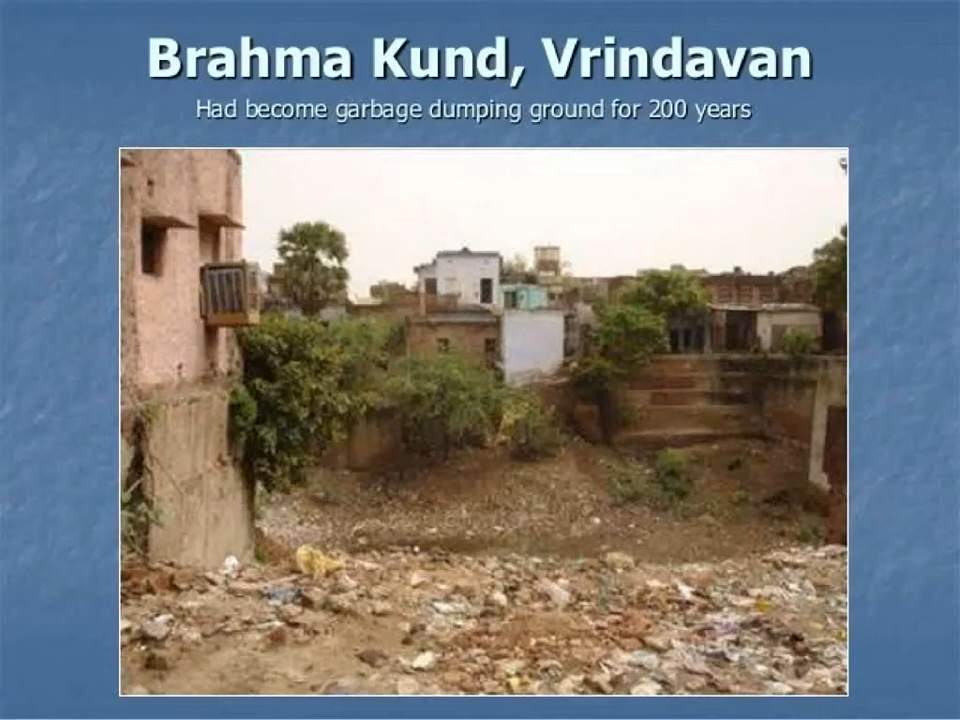 Brahma Kund, Vrindavan
Had become garbage dumping ground for 200 years